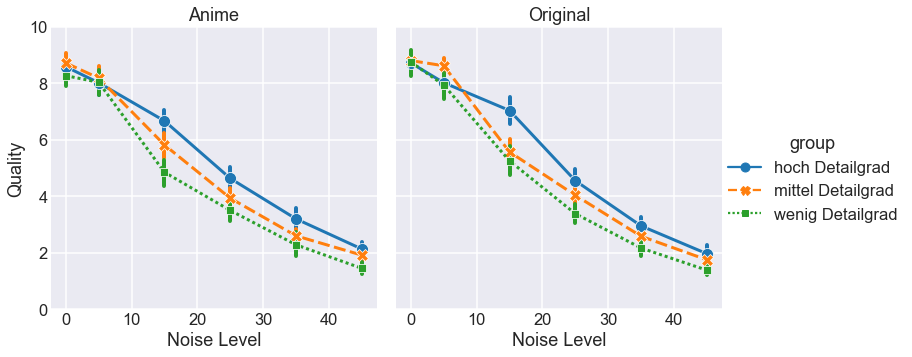 Anime
Original
Quality
10
8
6
4
2
0
0 10 20 30 40
0 10 20 30 40
Noise Level
Noise Level
group
hoch Detailgrad
mittel Detailgrad
wenig Detailgrad